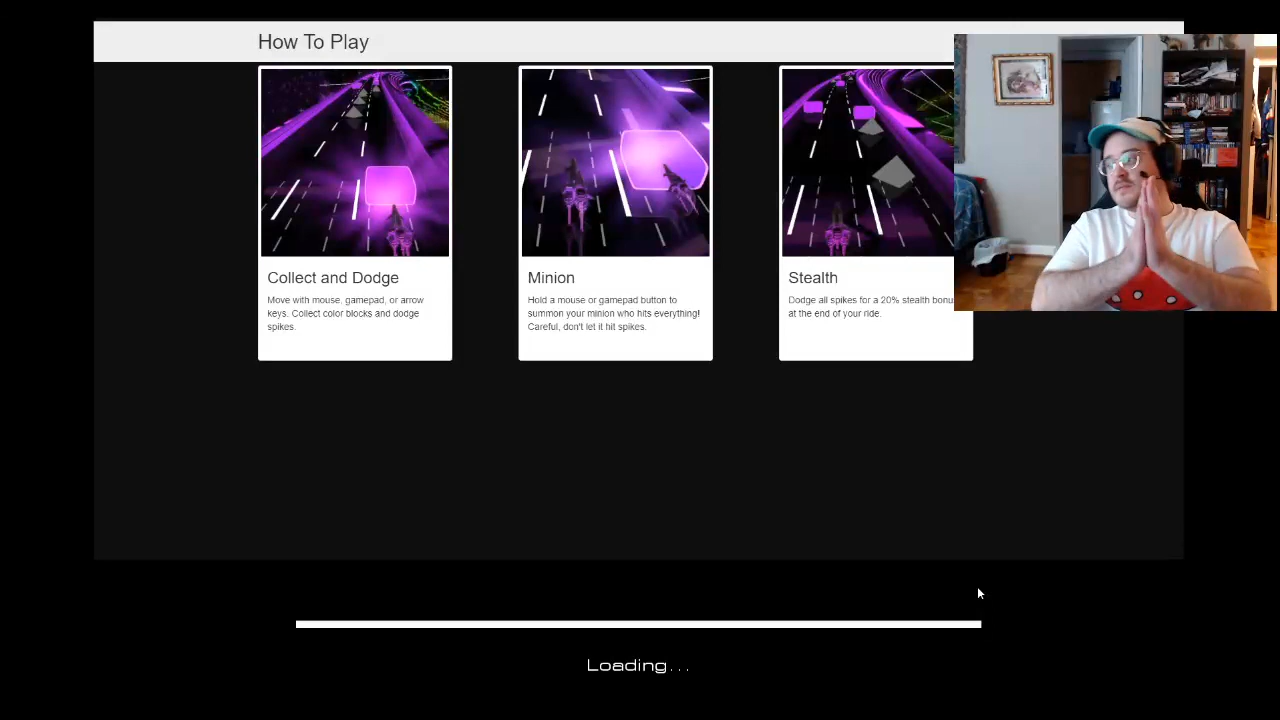 How To Play
Collect and Dodge
Move with mouse, gamepad, or arrow
keys. Collect color blocks and dodge
spikes.
Minion
Hold a mouse or gamepad button to
summon your minion who hits everything!
Careful, don't let it hit spikes.
Stealth
Dodge all spikes for a 20% stealth bonu
at the end of your ride.
Loading...